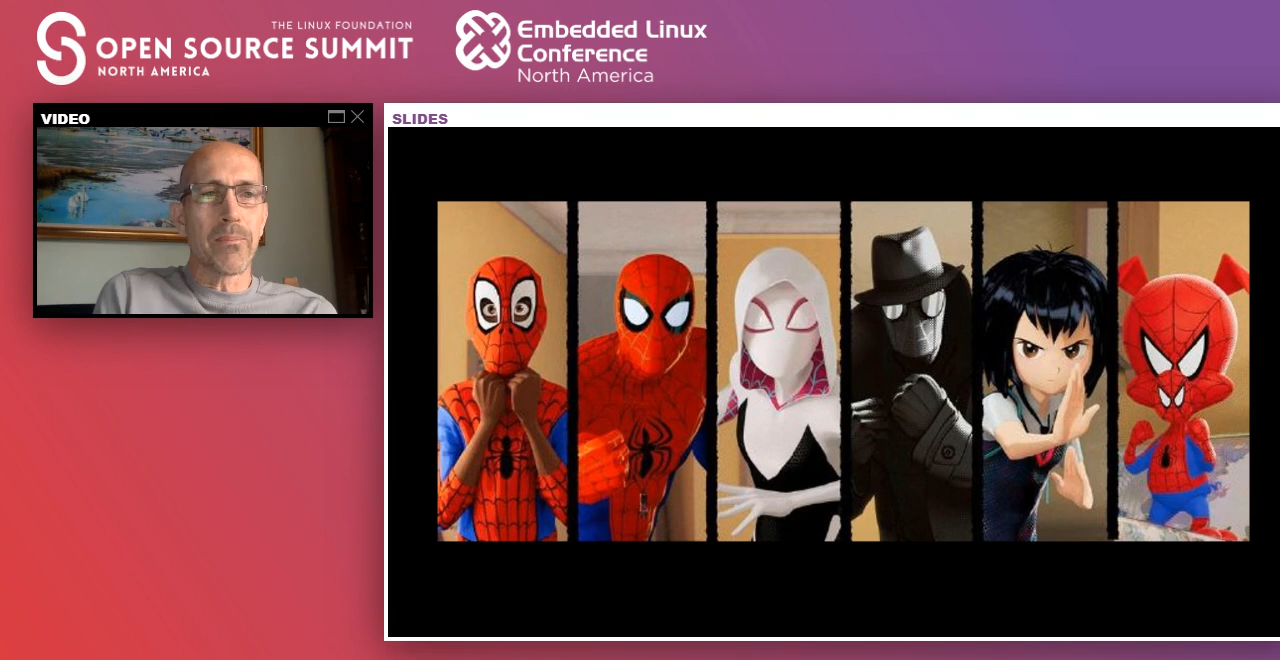 THE LINUX FOUNDATION
OPEN SOURCE SUMMIT
NORTH AMERICA
Embedded Linux
Conference
North America
VIDEO
SLIDES